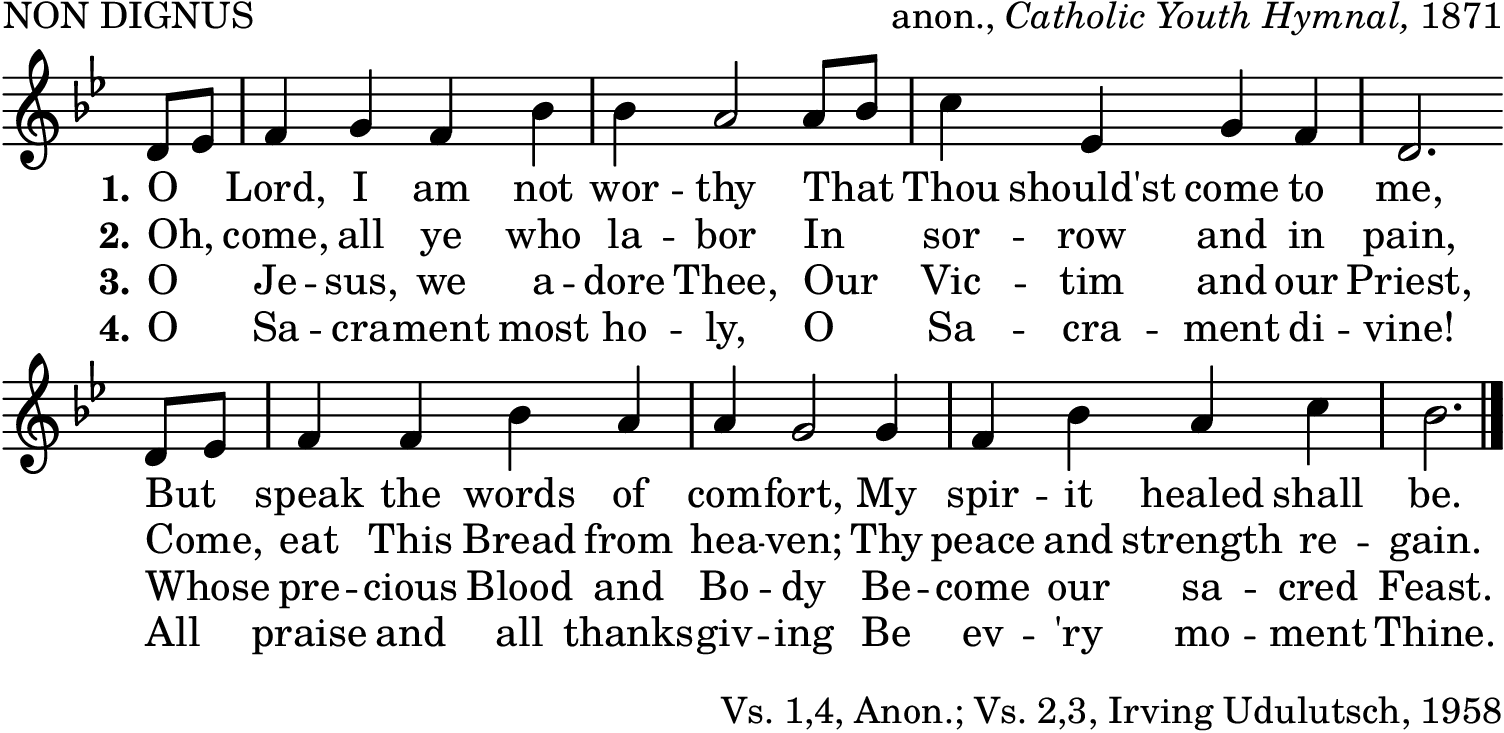 NON DIGNUS anon., Catholic Youth Hymnal, 1871
1. O Lord, I am not wor - thy That Thou should'st come to me,
2. Oh, come, all ye who la - bor In sor - row and in pain,
3. O Je - sus, we a - dore Thee, Our Vic - tim and our Priest,
4. O Sa - crament most ho - ly, O Sa - cra - ment di - vine!
But speak the words of comfort, My spir - it healed shall be.
Come, eat This Bread from hea - ven; Thy peace and strength re - gain.
Whose pre - cious Blood and Bo - dy Be - come our sa - cred Feast.
All praise and all thanksgiv - ing Be ev - 'ry mo - ment Thine.
Vs. 1,4, Anon.; Vs. 2,3, Irving Udulutsch, 1958